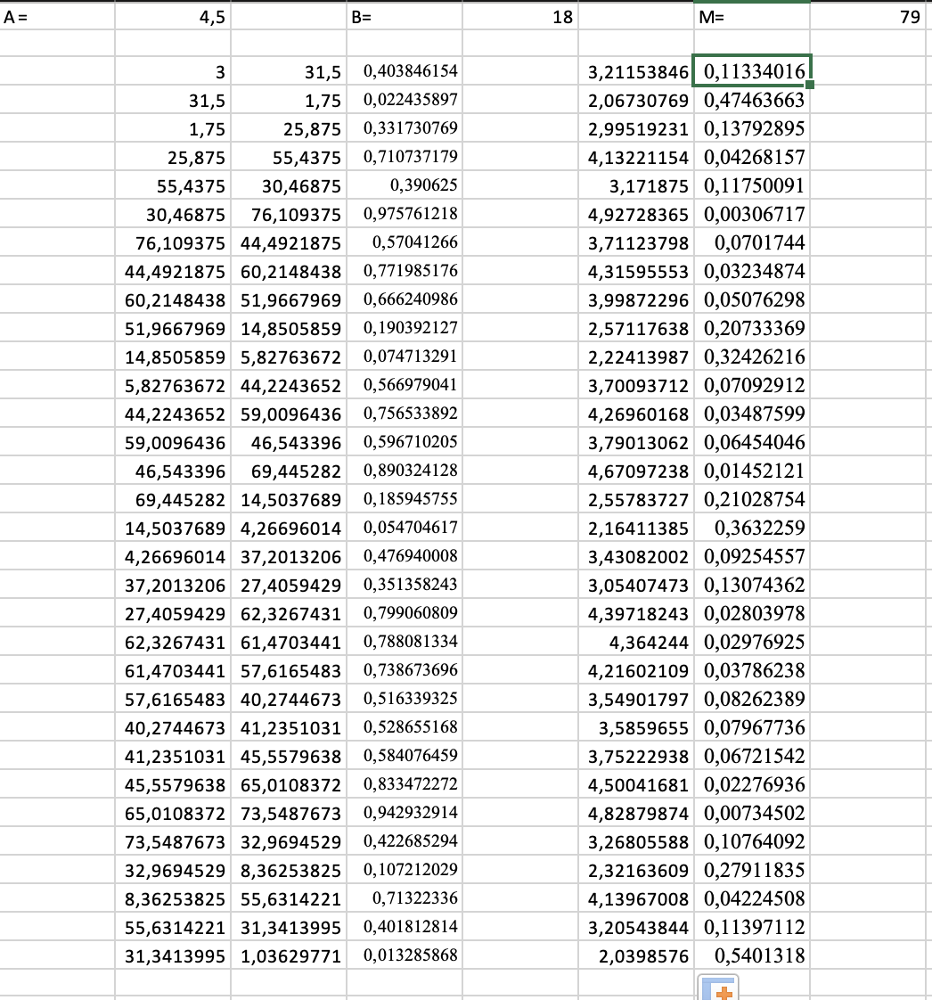 A= 4,5 B= 18 M= 79
3 31,5 0,403846154 3,21153846 0,11334016
31,5 1,75 0,022435897 2,06730769 0,47463663
1,75 25,875 0,331730769 2,99519231 0,13792895
25,875 55,4375 0,710737179 4,13221154 0,04268157
55,4375 30,46875 0,390625 3,171875 0,11750091
30,46875 76,109375 0,975761218 4,92728365 0,00306717
76,109375 44,4921875 0,57041266 3,71123798 0,0701744
44,4921875 60,2148438 0,771985176 4,31595553 0,03234874
60,2148438 51,9667969 0,666240986 3,99872296 0,05076298
51,9667969 14,8505859 0,190392127 2,57117638 0,20733369
14,8505859 5,82763672 0,074713291 2,22413987 0,32426216
5,82763672 44,2243652 0,566979041 3,70093712 0,07092912
44,2243652 59,0096436 0,756533892 4,26960168 0,03487599
59,0096436 46,543396 0,596710205 3,79013062 0,06454046
46,543396 69,445282 0,890324128 4,67097238 0,01452121
69,445282 14,5037689 0,185945755 2,55783727 0,21028754
14,5037689 4,26696014 0,054704617 2,16411385 0,3632259
4,26696014 37,2013206 0,476940008 3,43082002 0,09254557
37,2013206 27,4059429 0,351358243 3,05407473 0,13074362
27,4059429 62,3267431 0,799060809 4,39718243 0,02803978
62,3267431 61,4703441 0,788081334 4,364244 0,02976925
61,4703441 57,6165483 0,738673696 4,21602109 0,03786238
57,6165483 40,2744673 0,516339325 3,54901797 0,08262389
40,2744673 41,2351031 0,528655168 3,5859655 0,07967736
41,2351031 45,5579638 0,584076459 3,75222938 0,06721542
45,5579638 65,0108372 0,833472272 4,50041681 0,02276936
65,0108372 73,5487673 0,942932914 4,82879874 0,00734502
73,5487673 32,9694529 0,422685294 3,26805588 0,10764092
32,9694529 8,36253825 0,107212029 2,32163609 0,27911835
8,36253825 55,6314221 0,71322336 4,13967008 0,04224508
55,6314221 31,3413995 0,401812814 3,20543844 0,11397112
31,3413995 1,03629771 0,013285868 2,0398576 0,5401318